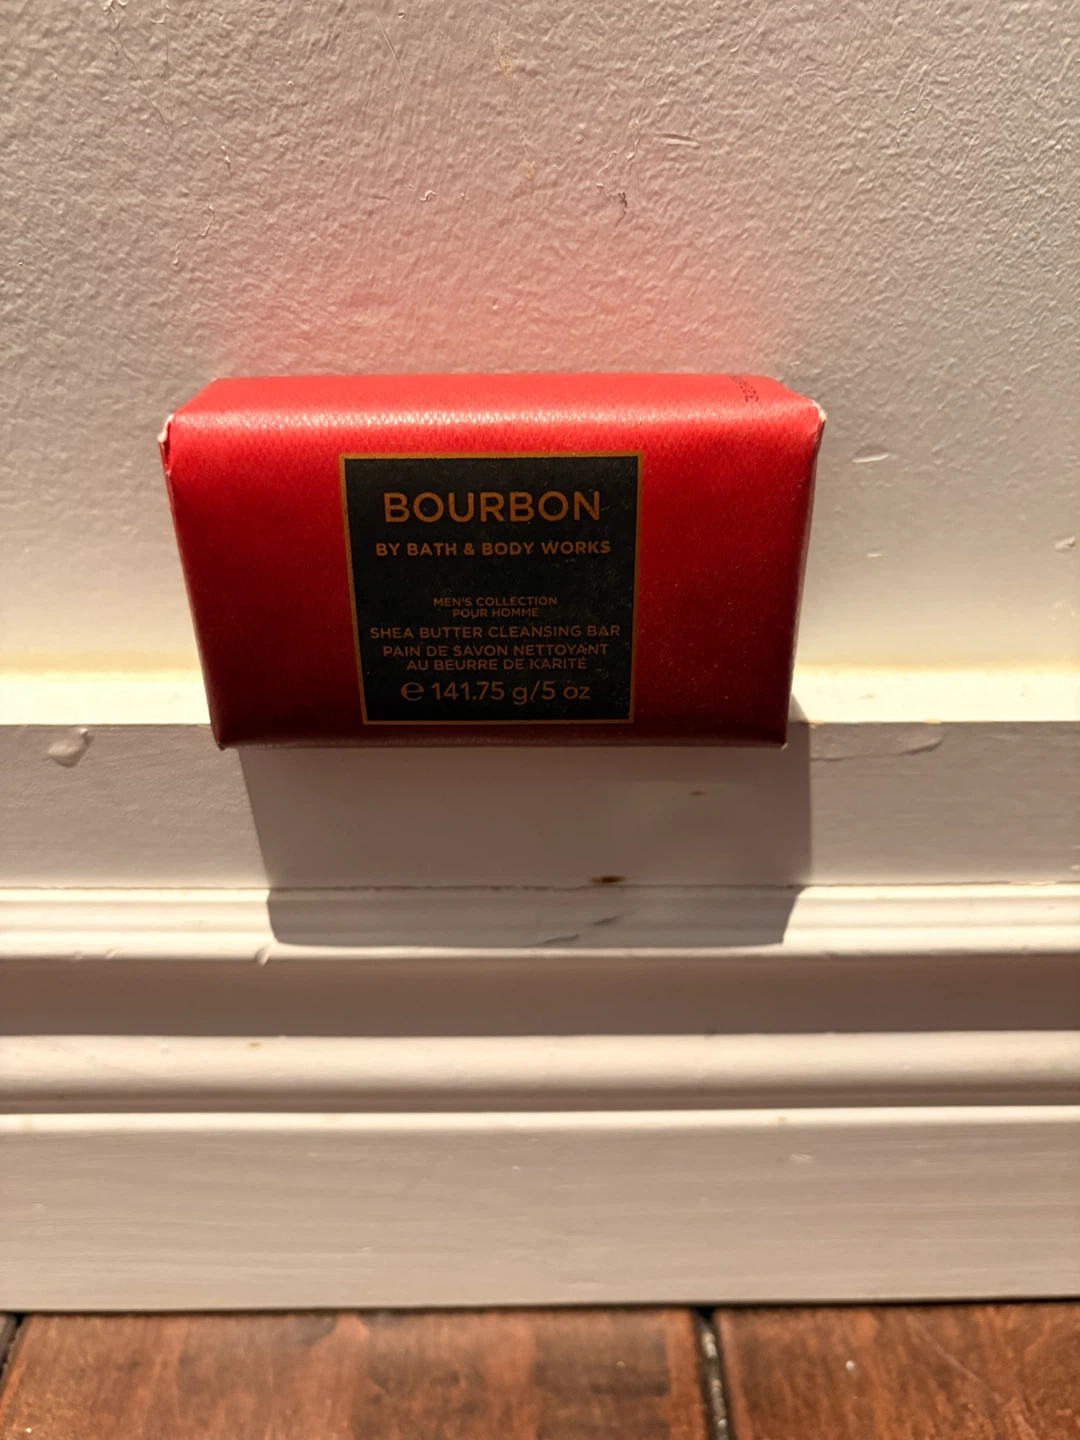 BOURBON
BY BATH & BODY WORKS
MEN'S COLLECTION
POUR HOMME
SHEA BUTTER CLEANSING BAR
PAIN DE SAVON NETTOYANT
AU BEURRE DE KARITÉ
℮ 141.75 g/5 oz